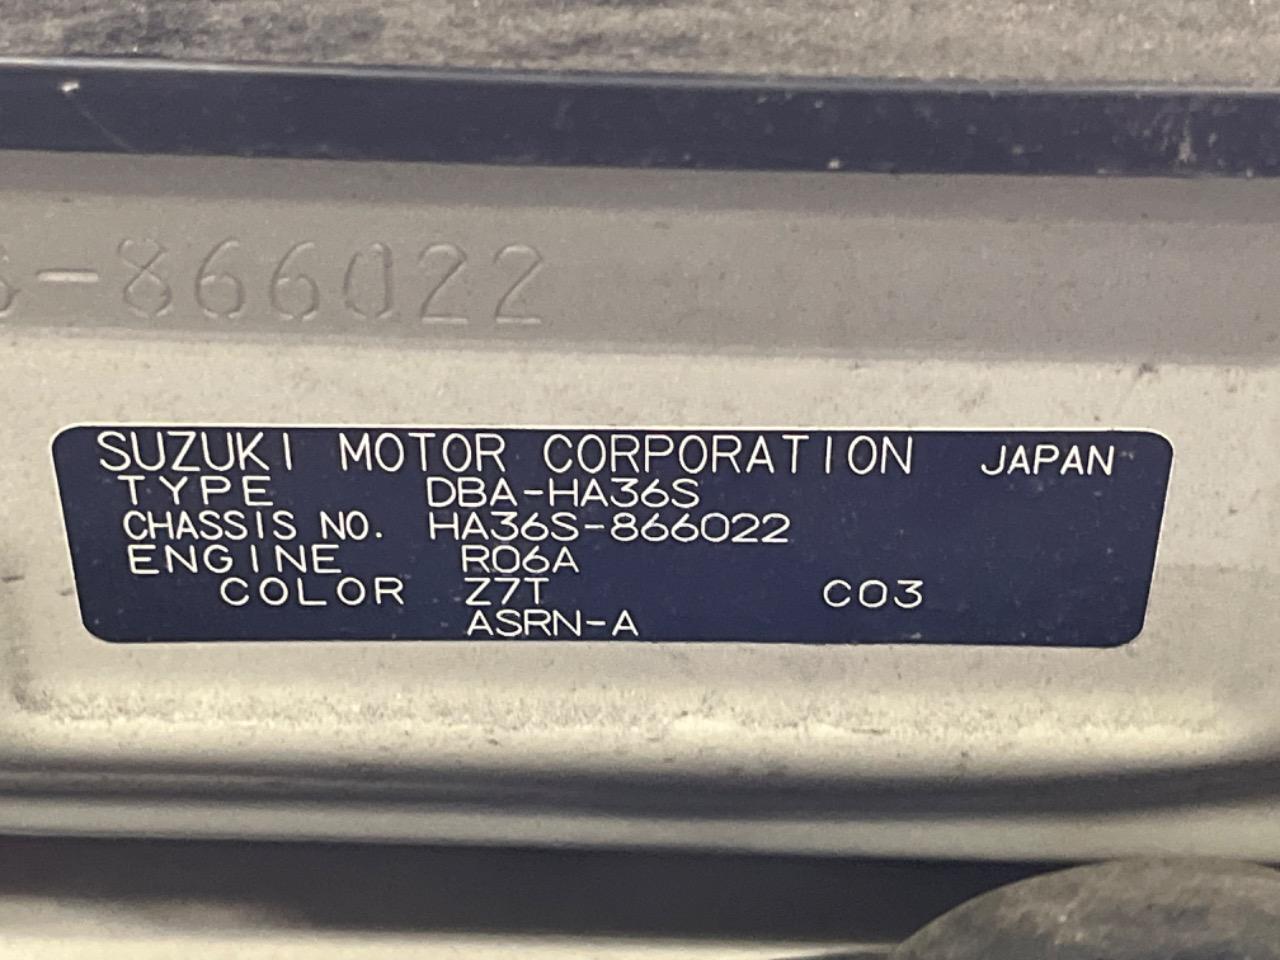 -866022
SUZUKI MOTOR CORPORATION JAPAN
TYPE DBA-HA36S
CHASSIS NO. HA36S-866022
ENGINE R06A
COLOR Z7T C03
ASRN-A